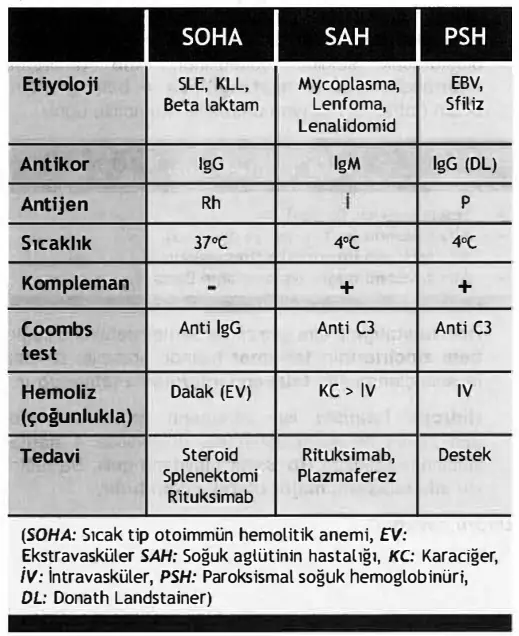 SOHA SAH PSH
Etiyoloji SLE, KLL, Mycoplasma, EBV,
Beta laktam Lenfoma, Sfiliz
Lenalidomid
Antikor IgG IgM IgG (DL)
Antijen Rh İ P
Sıcaklık 37°C 4°C 4°C
Kompleman + +
Coombs Anti IgG Anti C3 Anti C3
test
Hemoliz Dalak (EV) KC > IV IV
(çoğunlukla)
Tedavi Steroid Rituksimab, Destek
Splenektomi Plazmaferez
Rituksimab
(SOHA: Sıcak tip otoimmün hemolitik anemi, EV:
Ekstravasküler SAH: Soğuk aglütinin hastalığı, KC: Karaciğer,
İV: İntravasküler, PSH: Paroksismal soğuk hemoglobinüri,
DL: Donath Landstainer)